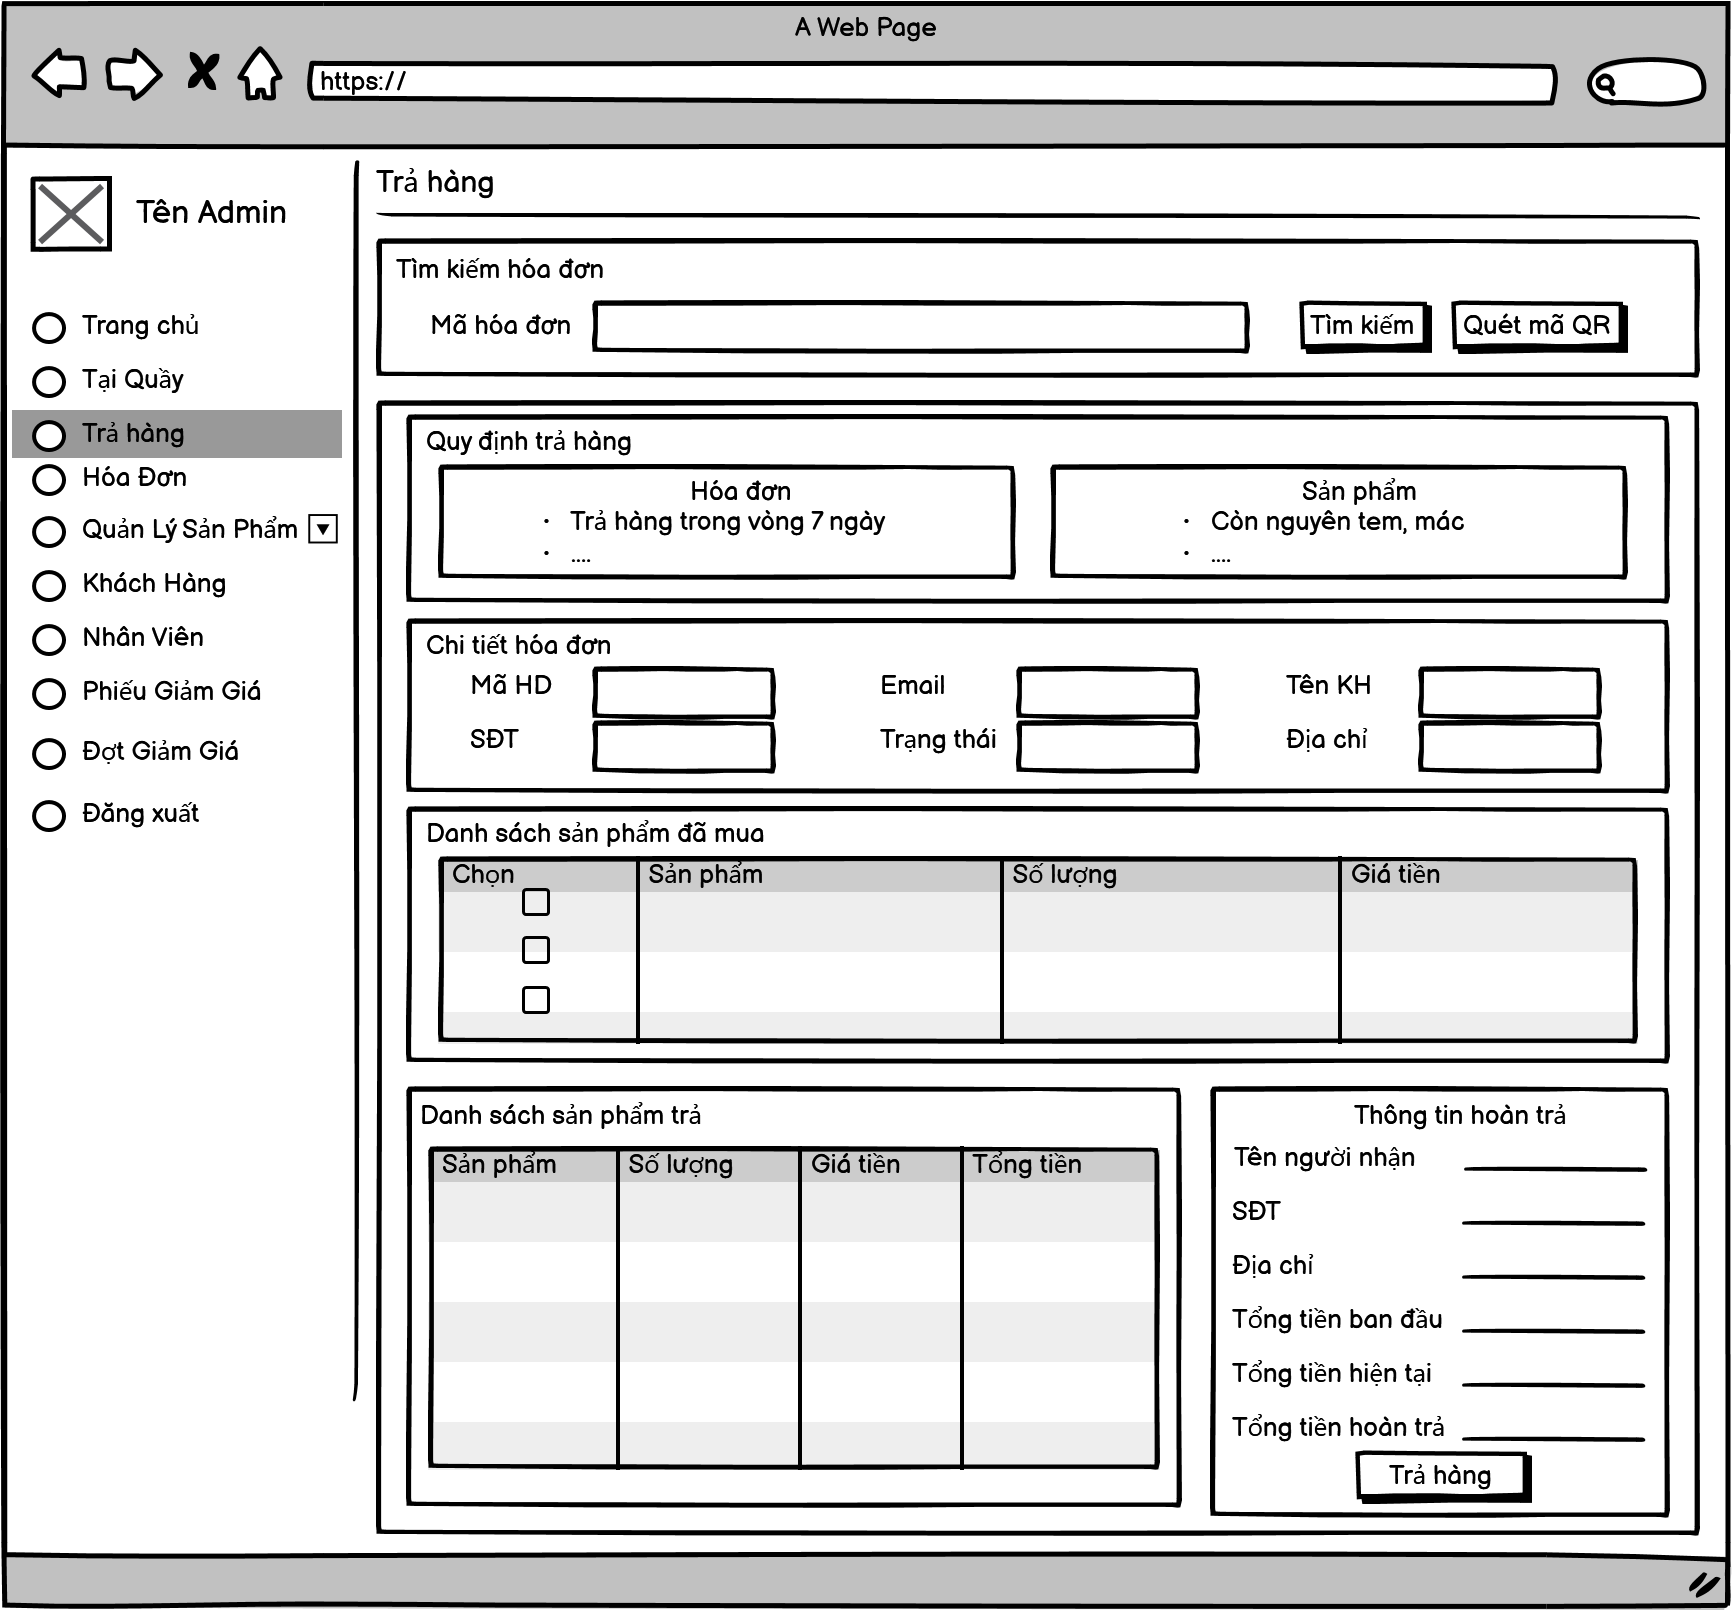 A Web Page
https://
Tên Admin
Trang chủ
Tại Quầy
Trả hàng
Hóa Đơn
Quản Lý Sản Phẩm
Khách Hàng
Nhân Viên
Phiếu Giảm Giá
Đợt Giảm Giá
Đăng xuất
Trả hàng
Tìm kiếm hóa đơn
Mã hóa đơn Tìm kiếm Quét mã QR
Quy định trả hàng
Hóa đơn
• Trả hàng trong vòng 7 ngày
• ....
Sản phẩm
• Còn nguyên tem, mác
• ....
Chi tiết hóa đơn
Mã HD Email Tên KH
SĐT Trạng thái Địa chỉ
Danh sách sản phẩm đã mua
Chọn Sản phẩm Số lượng Giá tiền
Danh sách sản phẩm trả
Sản phẩm Số lượng Giá tiền Tổng tiền
Thông tin hoàn trả
Tên người nhận
SĐT
Địa chỉ
Tổng tiền ban đầu
Tổng tiền hiện tại
Tổng tiền hoàn trả
Trả hàng